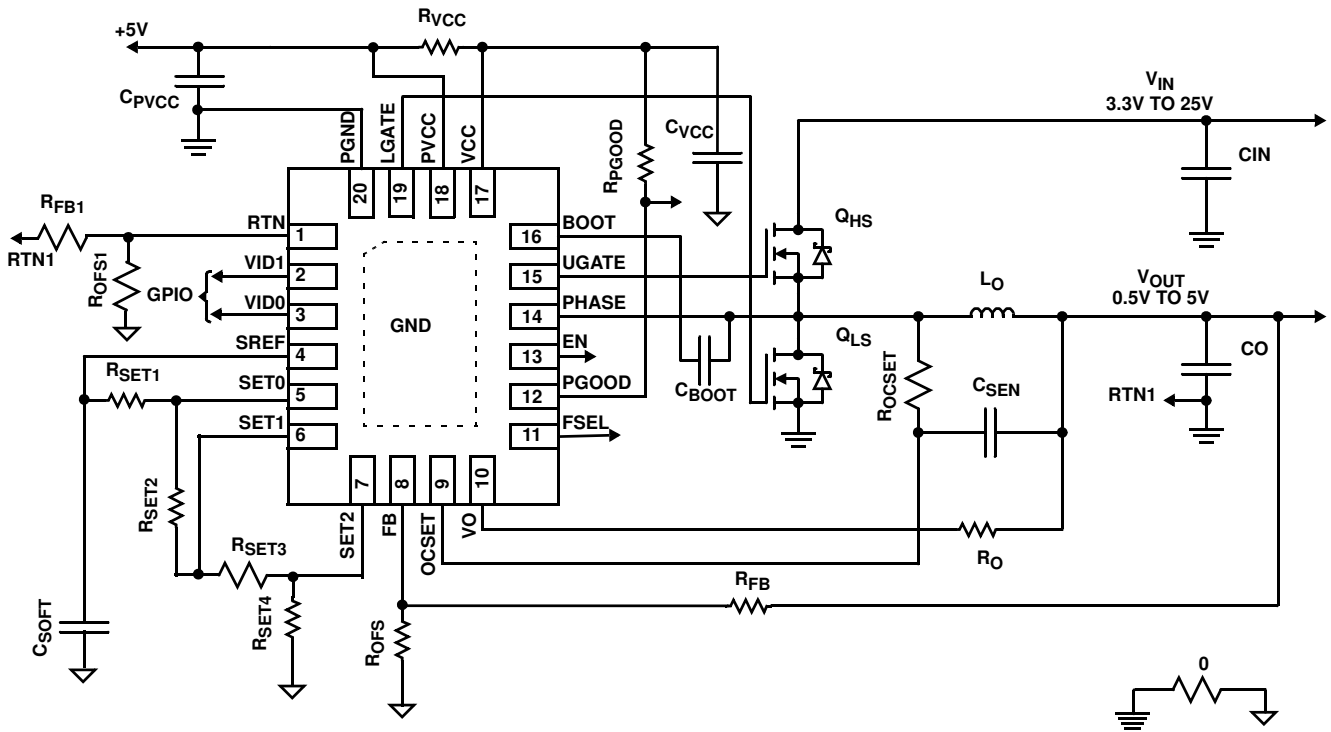 +5V
RVCC
CPVCC
PGND
LGATE
PVCC
VCC
20
19
18
17
RPGOOD
CVCC
VIN
3.3V TO 25V
CIN
RFB1
RTN1
ROFS1
GPIO
RTN
1
VID1
2
VID0
3
SREF
4
SET0
5
SET1
6
GND
16
BOOT
15
UGATE
14
PHASE
13
EN
12
PGOOD
11
FSEL
QHS
QLS
CBOOT
LO
VOUT
0.5V TO 5V
ROCSET
CSEN
CO
RTN1
RSET1
RSET2
RSET3
RSET4
CSOFT
7
8
9
10
SET2
FB
OCSET
VO
RO
RFB
ROFS
0